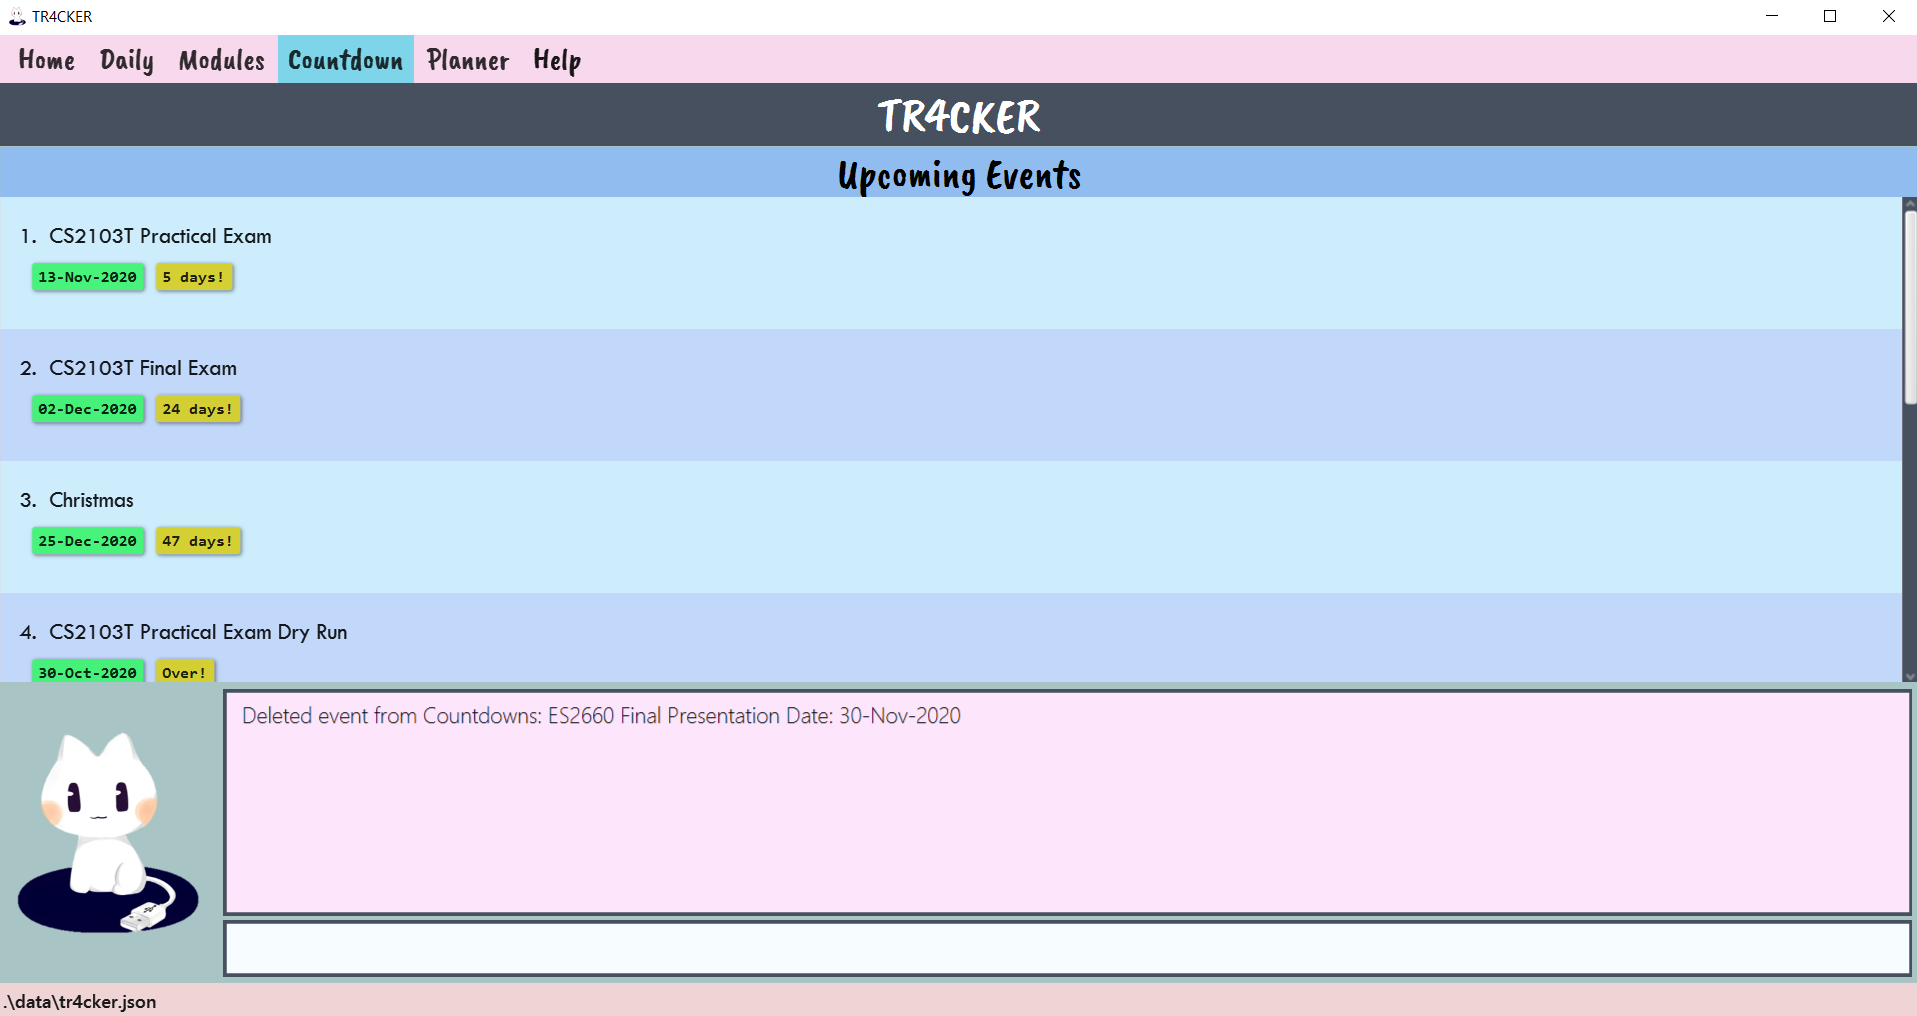 TR4CKER
Home Daily Modules Countdown Planner Help
TR4CKER
Upcoming Events
1. CS2103T Practical Exam
13-Nov-2020 5 days!
2. CS2103T Final Exam
02-Dec-2020 24 days!
3. Christmas
25-Dec-2020 47 days!
4. CS2103T Practical Exam Dry Run
30-Oct-2020 Over!
Deleted event from Countdowns: ES2660 Final Presentation Date: 30-Nov-2020
.\data\tr4cker.json